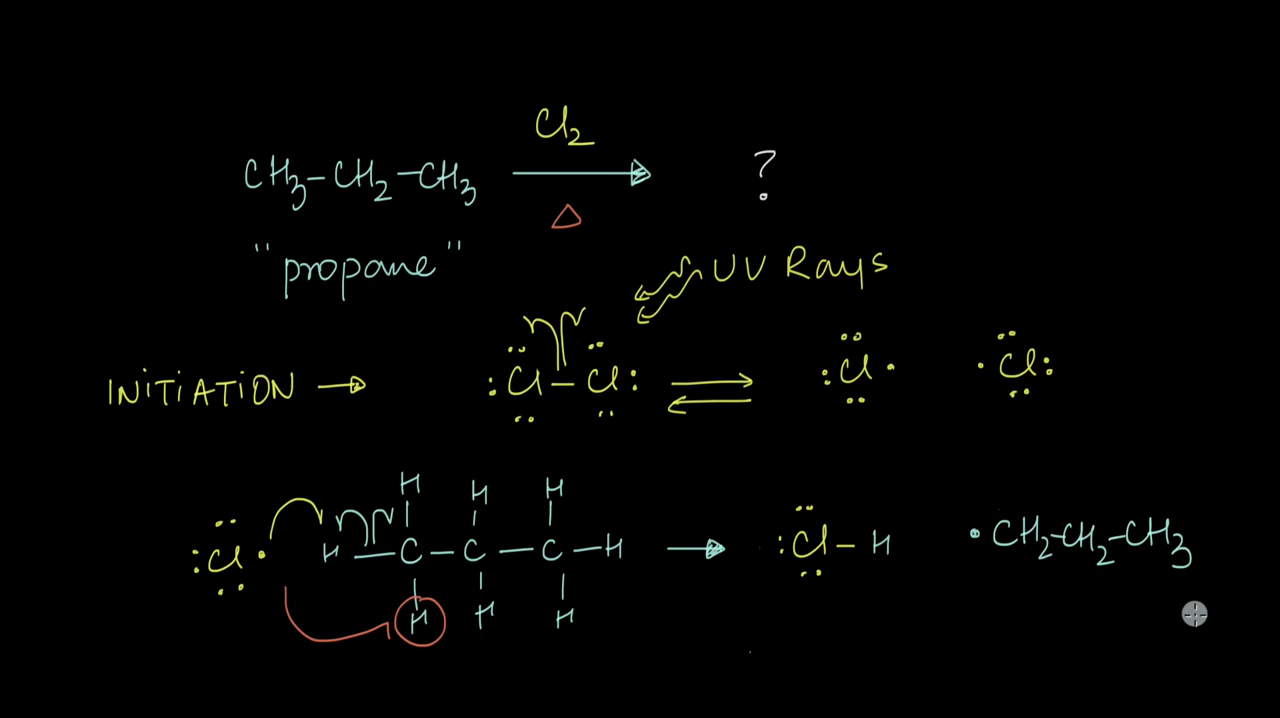 Cl₂
CH₃–CH₂–CH₃ → ?
Δ
"propane"
UV Rays
INITIATION → :Cl–Cl: ⇌ :Cl· ·Cl:
H H H
:Cl· H–C–C–C–H → :Cl–H ·CH₂–CH₂–CH₃
H H H